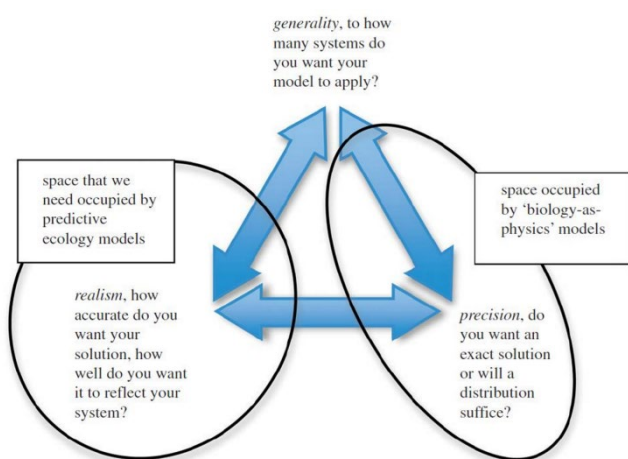 generality, to how
many systems do
you want your
model to apply?
space that we
need occupied by
predictive
ecology models
space occupied
by ‘biology-as-
physics’ models
realism, how
accurate do you
want your
solution, how
well do you want
it to reflect your
system?
precision, do
you want an
exact solution
or will a
distribution
suffice?